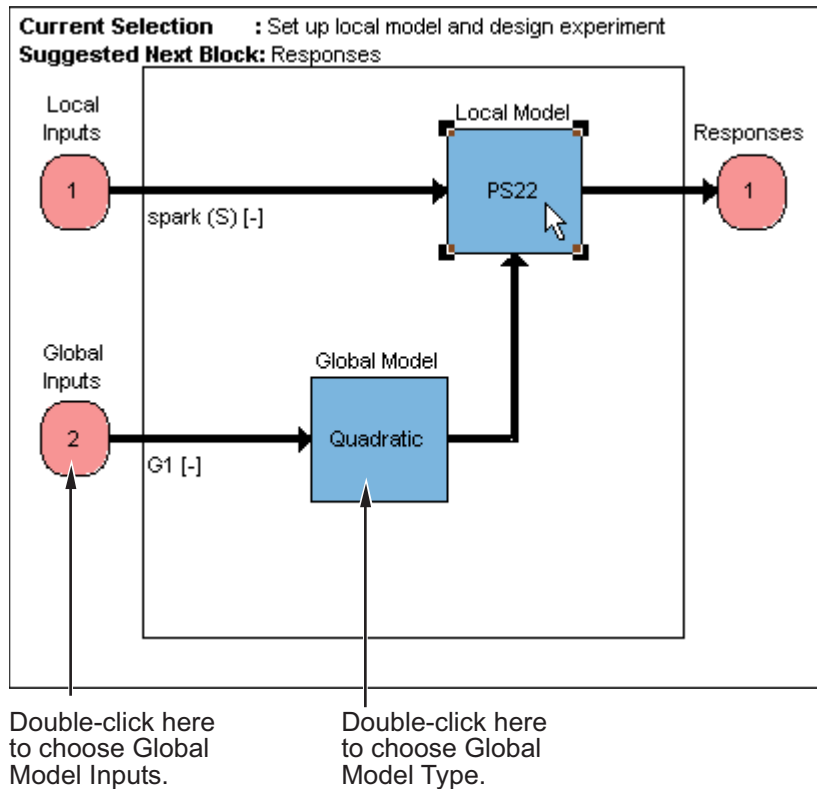 Current Selection : Set up local model and design experiment
Suggested Next Block: Responses
Local
Inputs
Local Model
Responses
1
PS22
1
spark (S) [-]
Global
Inputs
Global Model
2
Quadratic
G1 [-]
Double-click here
to choose Global
Model Inputs.
Double-click here
to choose Global
Model Type.